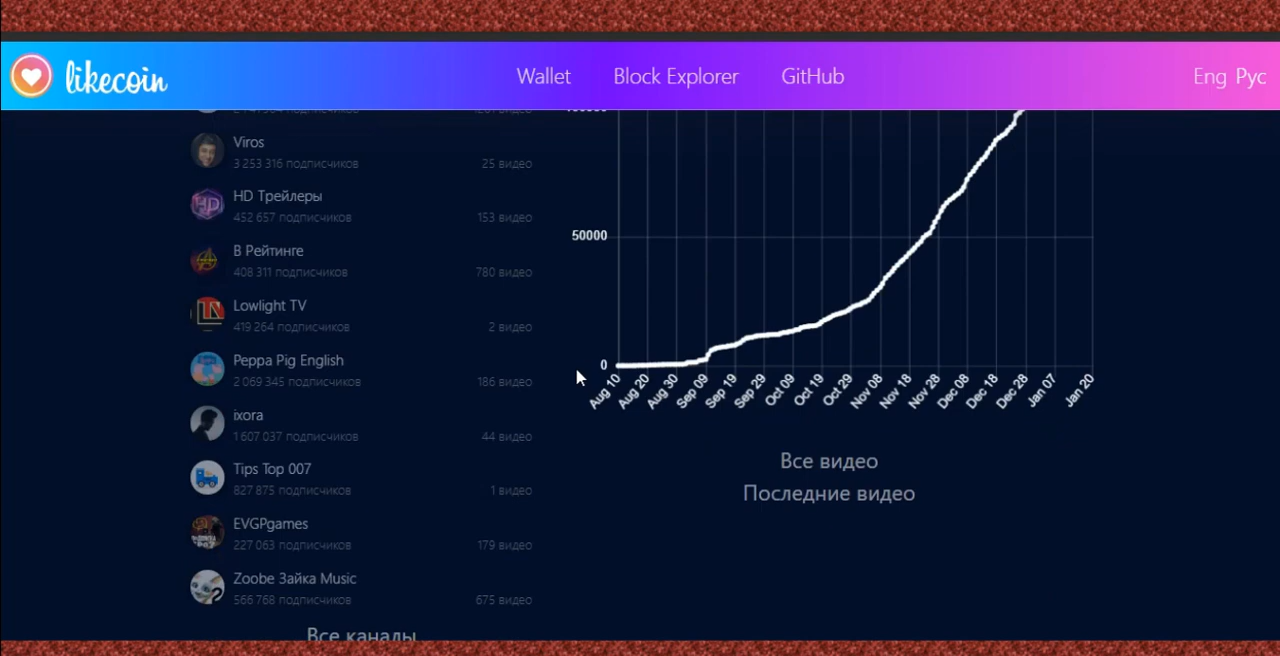 likecoin
Wallet Block Explorer GitHub
Eng Рус
Viros
3 253 316 подписчиков 25 видео
HD Трейлеры
452 657 подписчиков 153 видео
В Рейтинге
408 311 подписчиков 780 видео
Lowlight TV
419 264 подписчиков 2 видео
Peppa Pig English
2 069 345 подписчиков 186 видео
ixora
1 607 037 подписчиков 44 видео
Tips Top 007
827 875 подписчиков 1 видео
EVGPgames
227 063 подписчиков 179 видео
Zoobe Зайка Music
566 768 подписчиков 675 видео
Все каналы
50000
0
Aug 10 Aug 20 Aug 30 Sep 09 Sep 19 Sep 29 Oct 09 Oct 19 Oct 29 Nov 08 Nov 18 Nov 28 Dec 08 Dec 18 Dec 28 Jan 07 Jan 20
Все видео
Последние видео